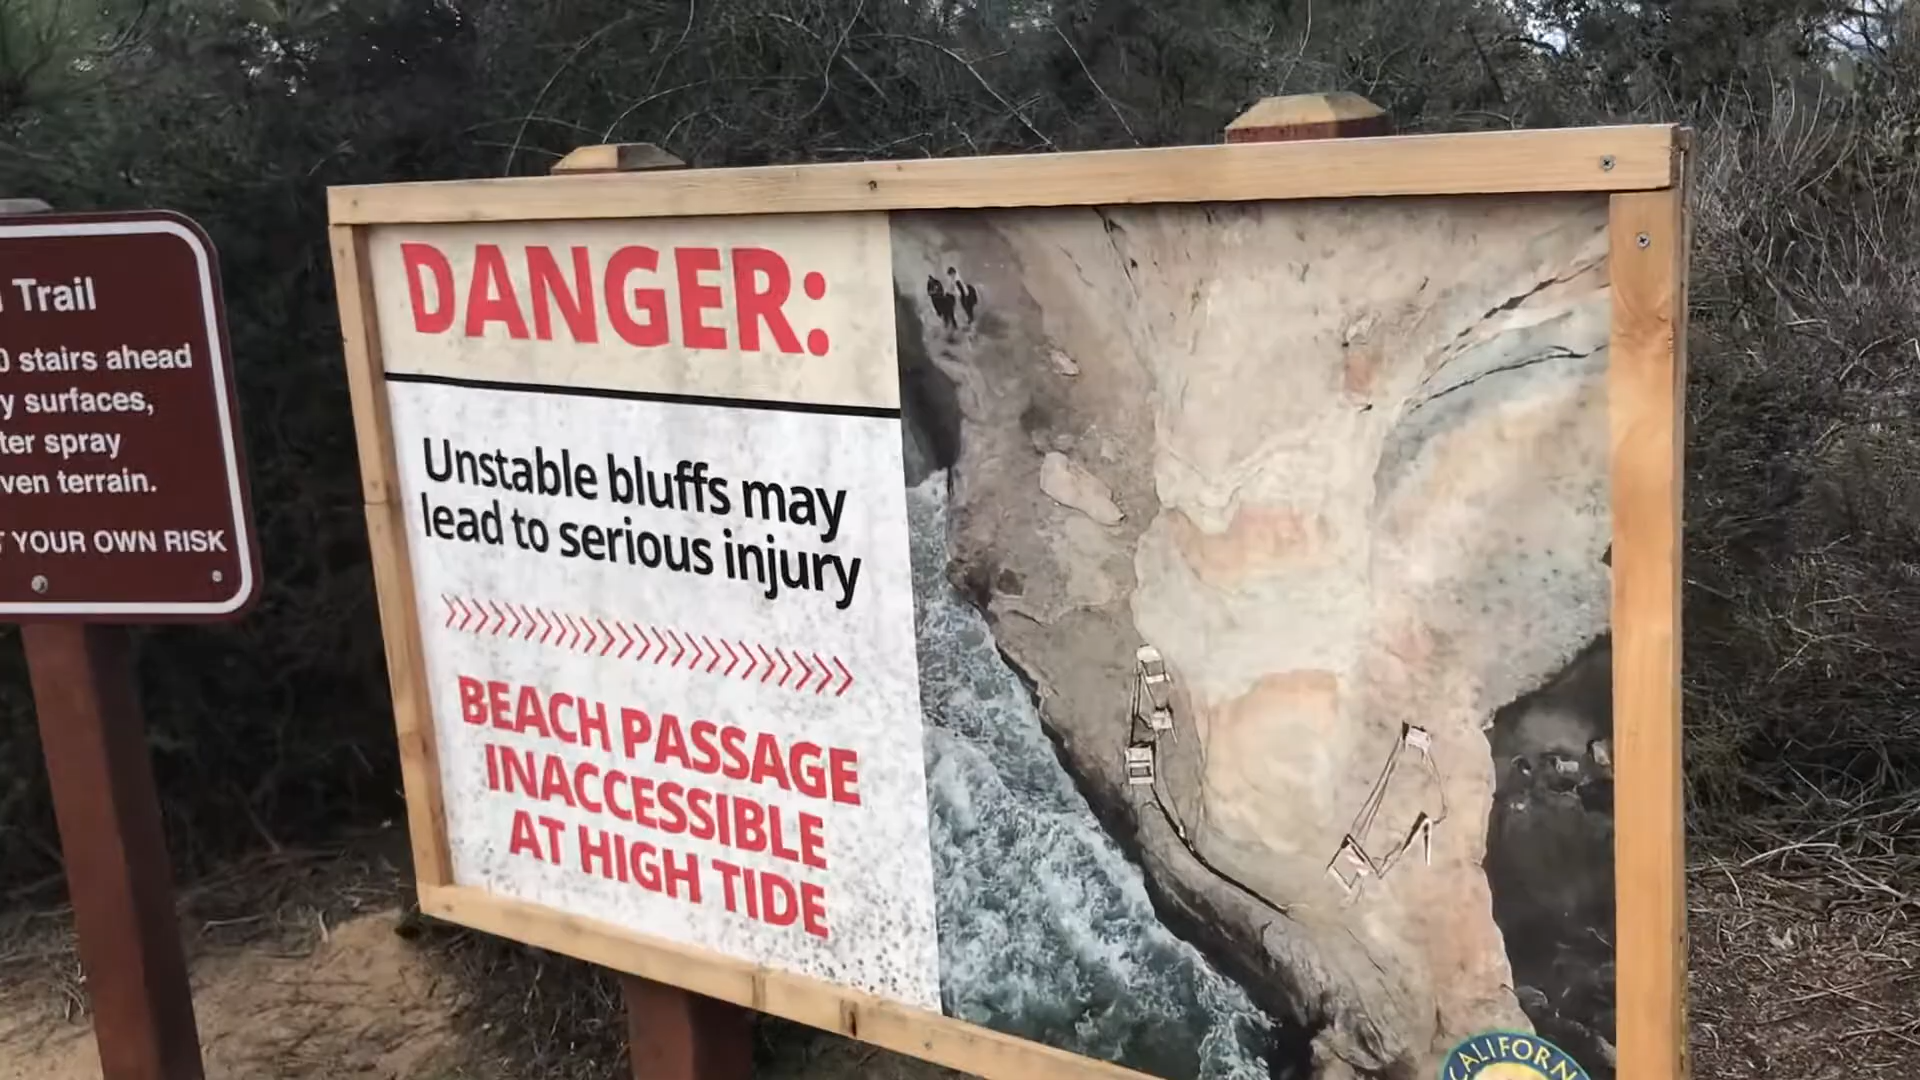 Trail
0 stairs ahead
y surfaces,
ter spray
ven terrain.
YOUR OWN RISK
DANGER:
Unstable bluffs may
lead to serious injury
BEACH PASSAGE
INACCESSIBLE
AT HIGH TIDE
CALIFORN